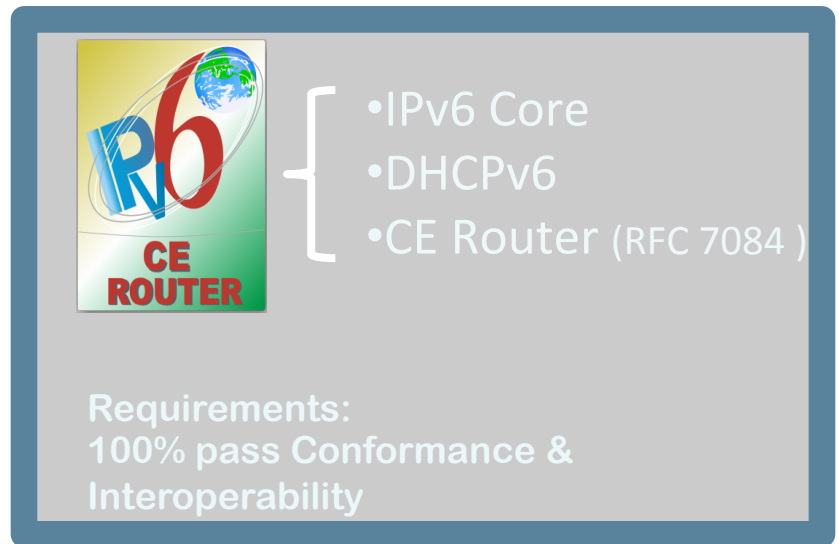 IPv6
CE
ROUTER
•IPv6 Core
•DHCPv6
•CE Router (RFC 7084 )
Requirements:
100% pass Conformance &
Interoperability